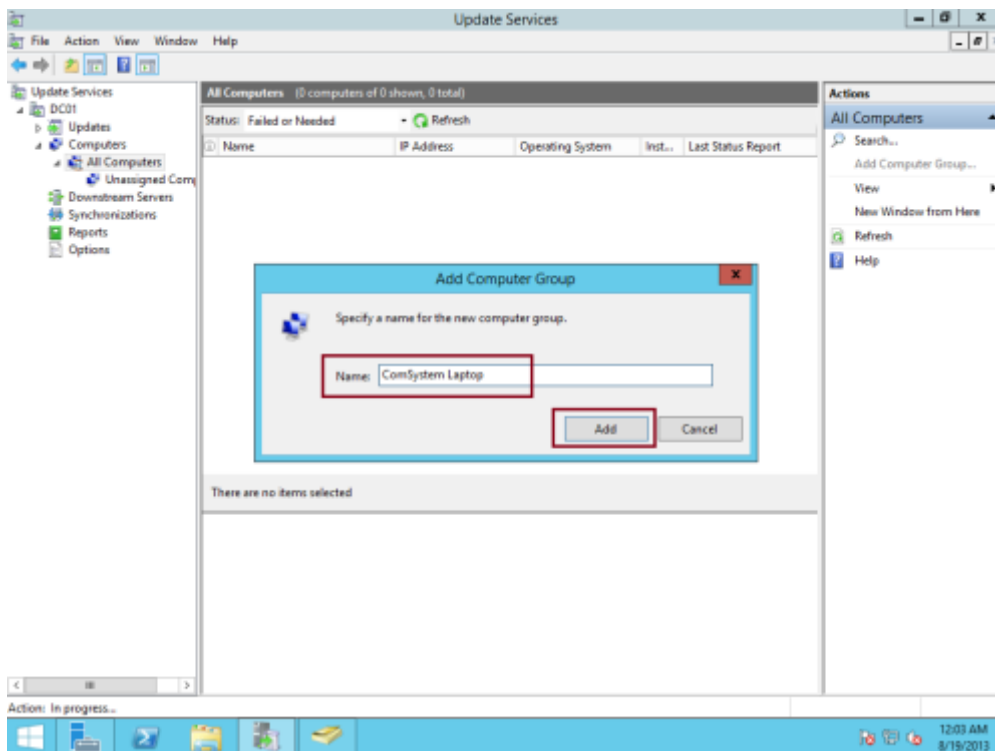 Update Services
File Action View Window Help
Update Services
DC01
Updates
Computers
All Computers
Unassigned Com
Downstream Servers
Synchronizations
Reports
Options
All Computers (0 computers of 0 shown, 0 total)
Status: Failed or Needed Refresh
Name IP Address Operating System Inst... Last Status Report
Add Computer Group
Specify a name for the new computer group.
Name: ComSystem Laptop
Add Cancel
There are no items selected
Actions
All Computers
Search...
Add Computer Group...
View
New Window from Here
Refresh
Help
Action: In progress...
12:03 AM
8/19/2013